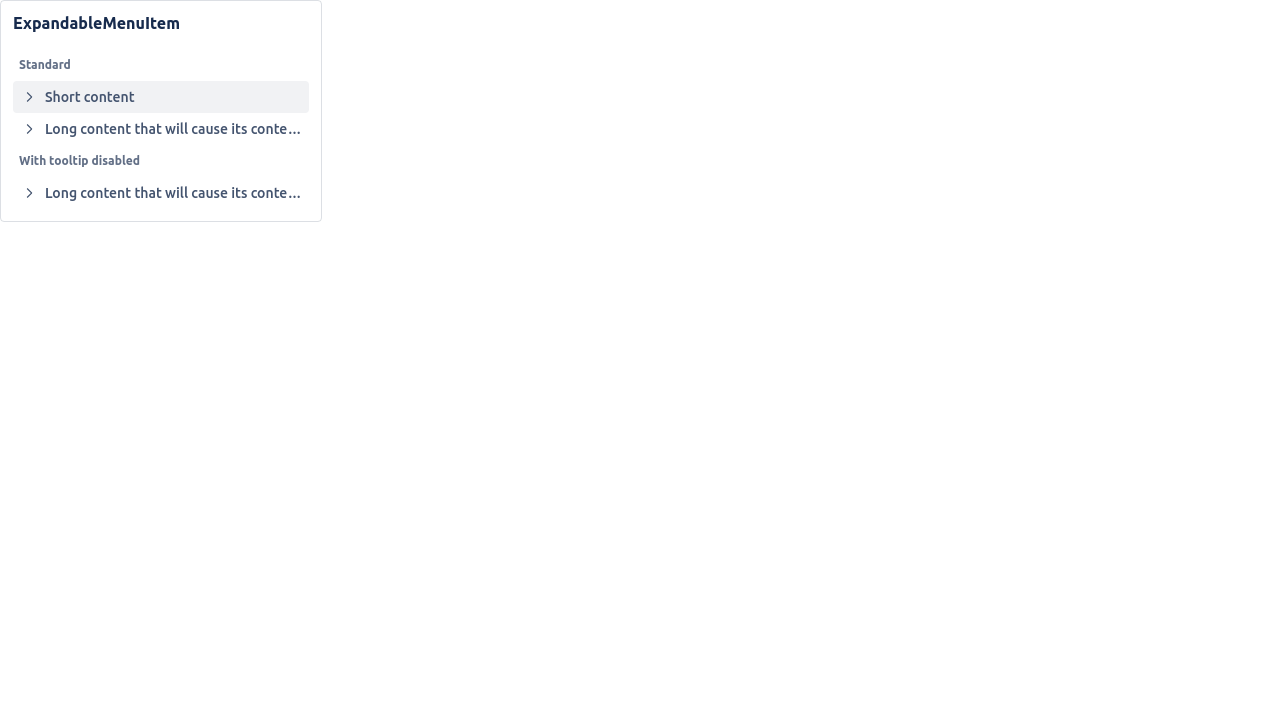 ExpandableMenuItem
Standard
Short content
Long content that will cause its conte…
With tooltip disabled
Long content that will cause its conte…